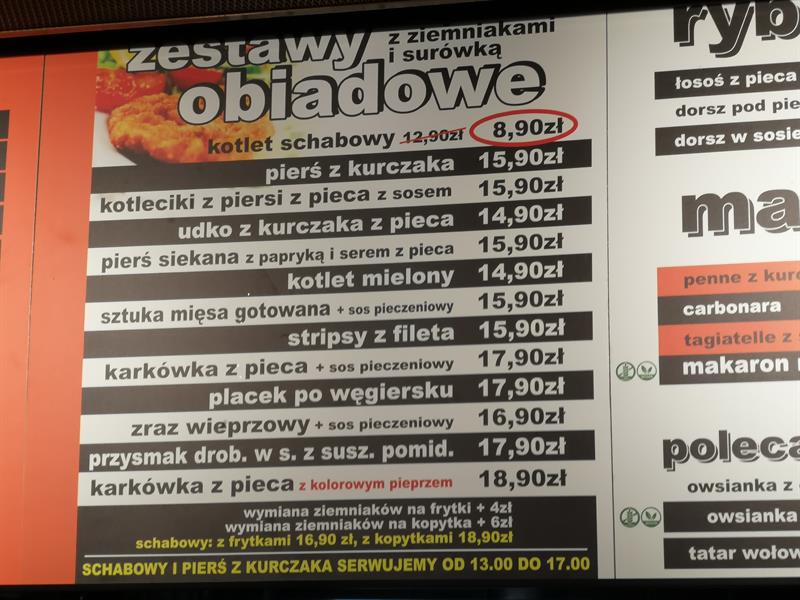 zestawy z ziemniakami
i surówką
obiadowe
kotlet schabowy 12,90zł 8,90zł
pierś z kurczaka 15,90zł
kotleciki z piersi z pieca z sosem 15,90zł
udko z kurczaka z pieca 14,90zł
pierś siekana z papryką i serem z pieca 15,90zł
kotlet mielony 14,90zł
sztuka mięsa gotowana + sos pieczeniowy 15,90zł
stripsy z fileta 15,90zł
karkówka z pieca + sos pieczeniowy 17,90zł
placek po węgiersku 17,90zł
zraz wieprzowy + sos pieczeniowy 16,90zł
przysmak drob. w s. z susz. pomid. 17,90zł
karkówka z pieca z kolorowym pieprzem 18,90zł
wymiana ziemniaków na frytki + 4zł
wymiana ziemniaków na kopytka + 6zł
schabowy: z frytkami 16,90 zł, z kopytkami 18,90zł
SCHABOWY I PIERŚ Z KURCZAKA SERWUJEMY OD 13.00 DO 17.00
ryb
łosoś z pieca
dorsz pod pie
dorsz w sosie
ma
penne z kurc
carbonara
tagiatelle z
makaron
poleca
owsianka z
owsianka
tatar wołow